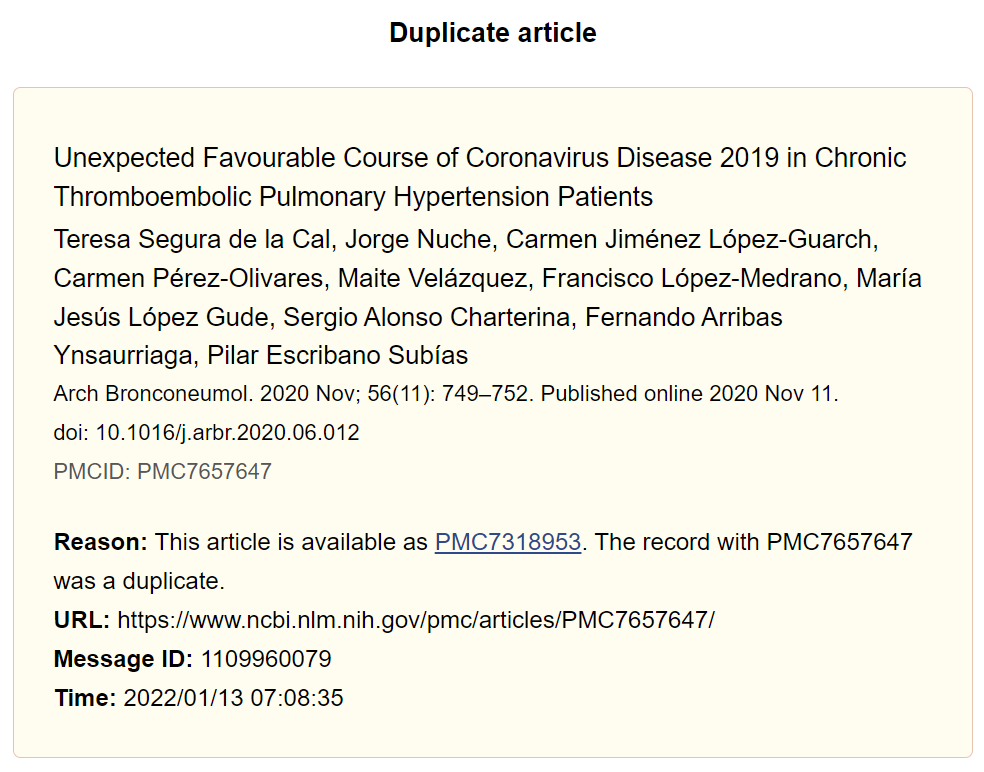 Duplicate article
Unexpected Favourable Course of Coronavirus Disease 2019 in Chronic
Thromboembolic Pulmonary Hypertension Patients
Teresa Segura de la Cal, Jorge Nuche, Carmen Jiménez López-Guarch,
Carmen Pérez-Olivares, Maite Velázquez, Francisco López-Medrano, María
Jesús López Gude, Sergio Alonso Charterina, Fernando Arribas
Ynsaurriaga, Pilar Escribano Subías
Arch Bronconeumol. 2020 Nov; 56(11): 749–752. Published online 2020 Nov 11.
doi: 10.1016/j.arbr.2020.06.012
PMCID: PMC7657647
Reason: This article is available as PMC7318953. The record with PMC7657647
was a duplicate.
URL: https://www.ncbi.nlm.nih.gov/pmc/articles/PMC7657647/
Message ID: 1109960079
Time: 2022/01/13 07:08:35